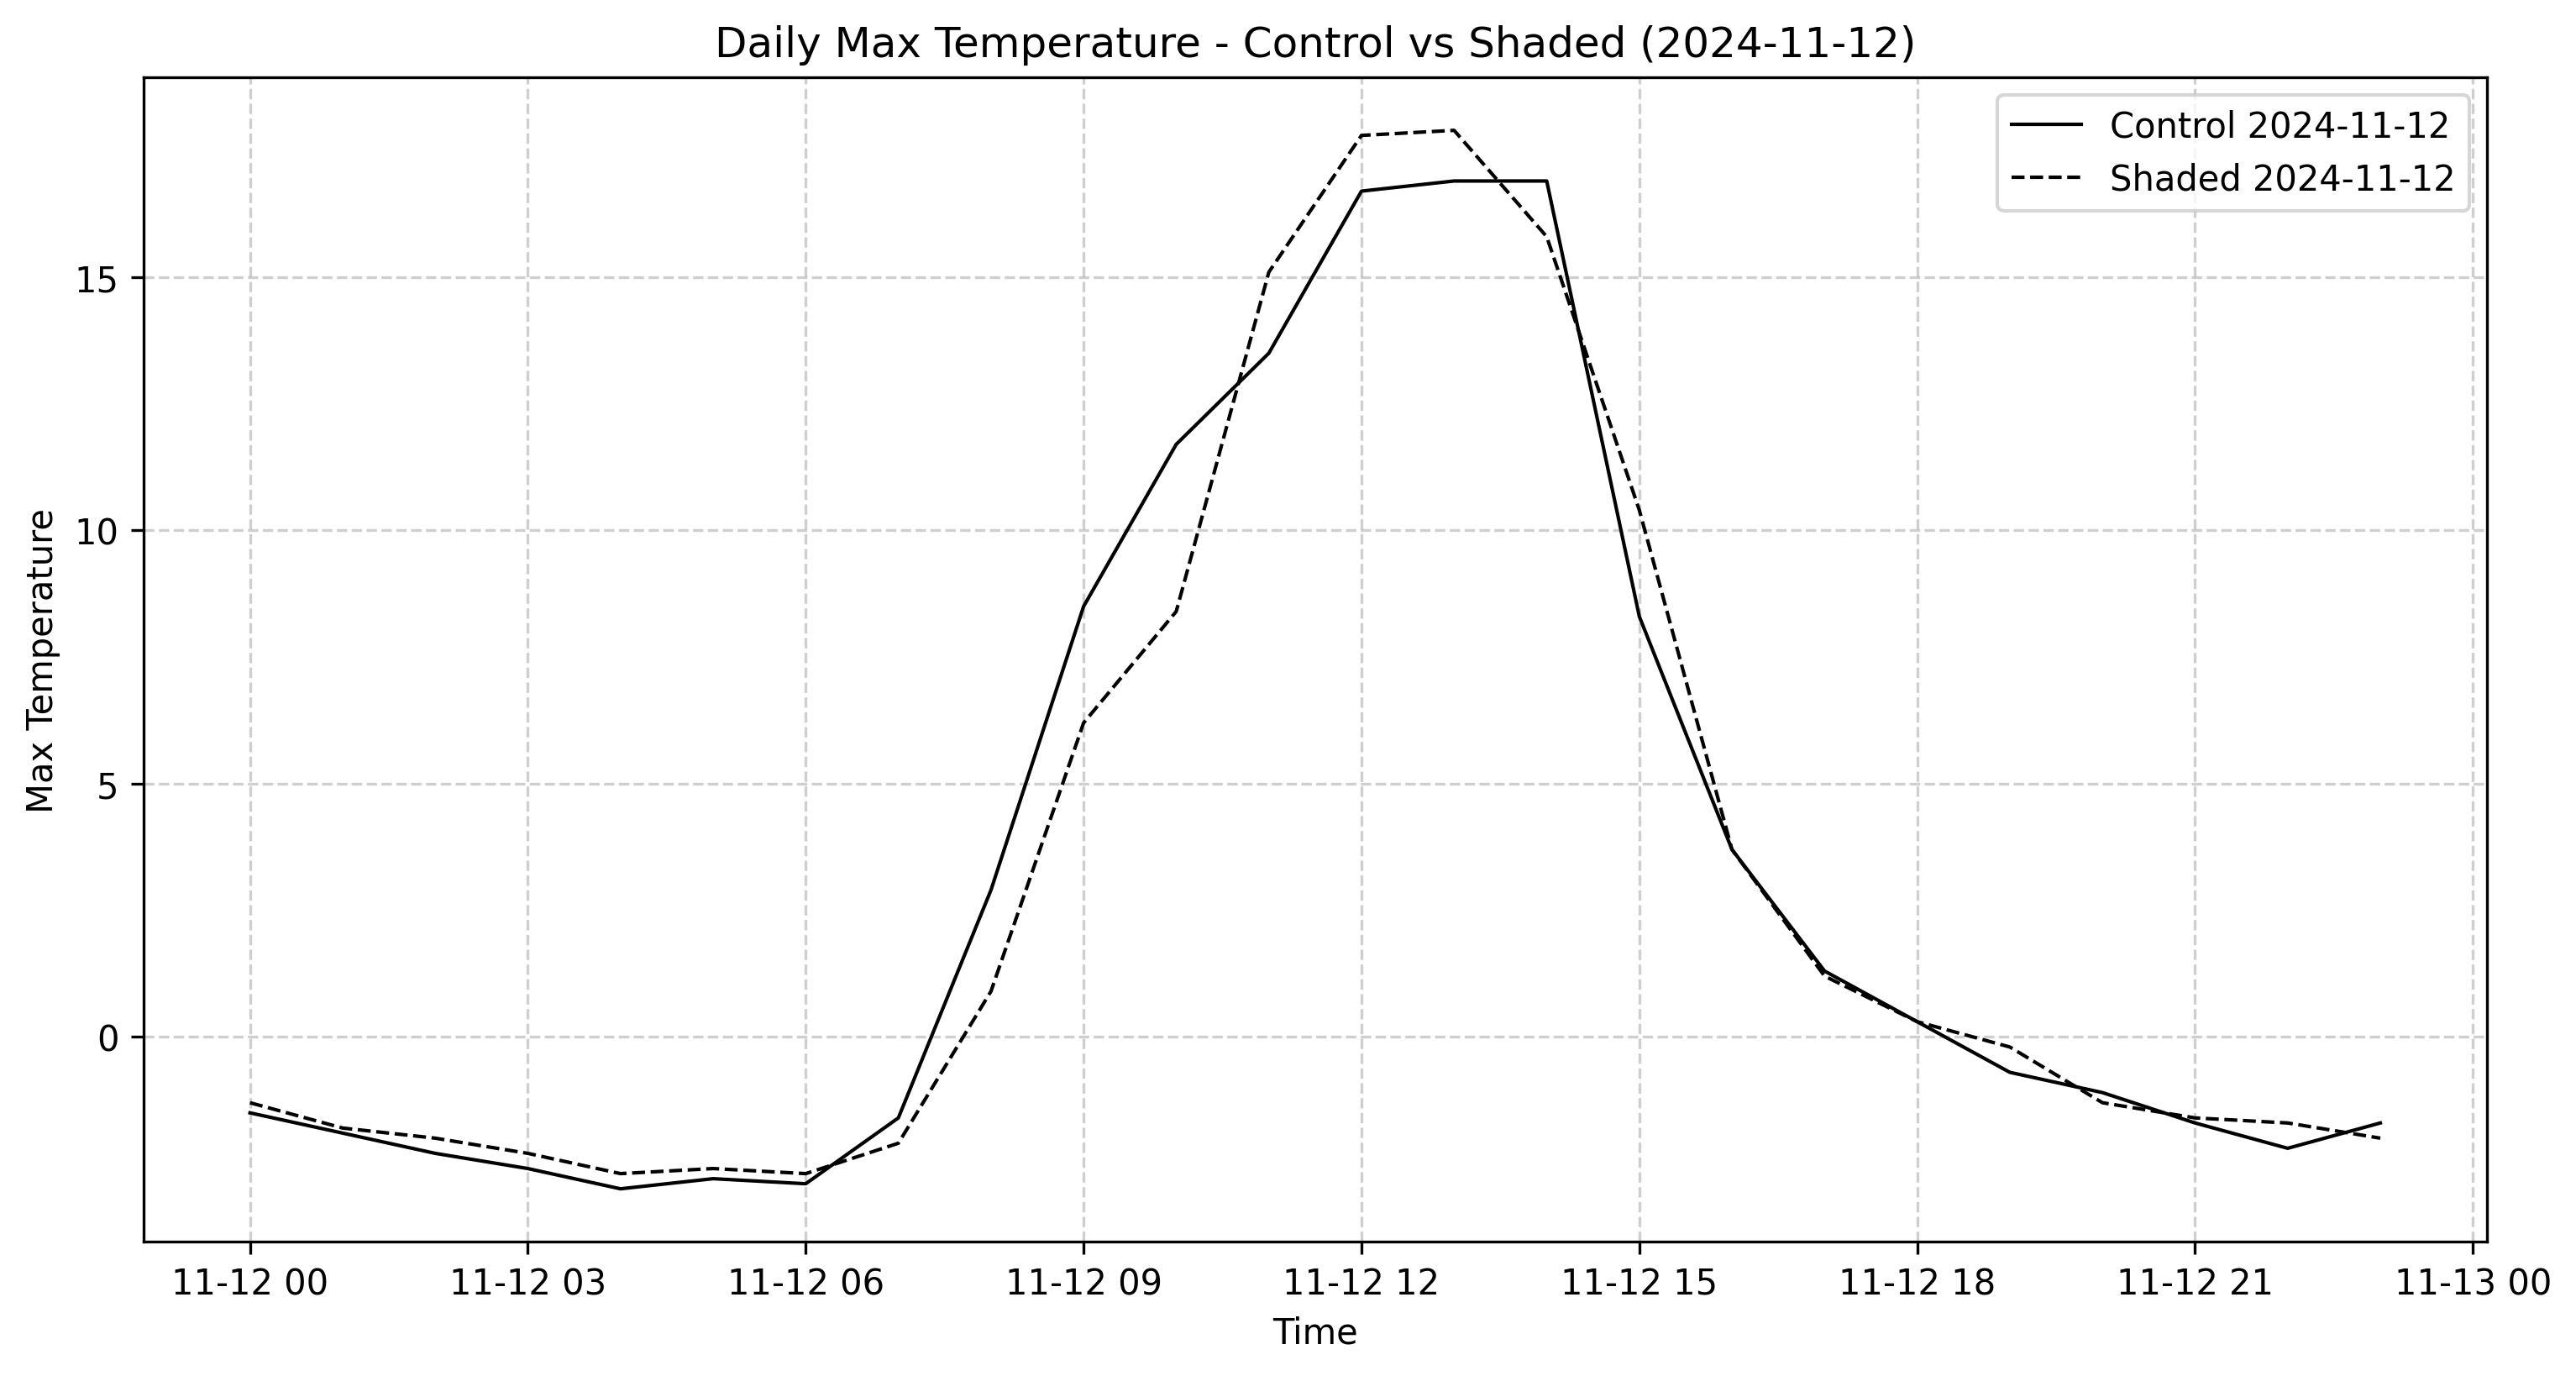 Daily Max Temperature - Control vs Shaded (2024-11-12)
Control 2024-11-12
Shaded 2024-11-12
Max Temperature
15
10
5
0
11-12 00
11-12 03
11-12 06
11-12 09
11-12 12
11-12 15
11-12 18
11-12 21
11-13 00
Time